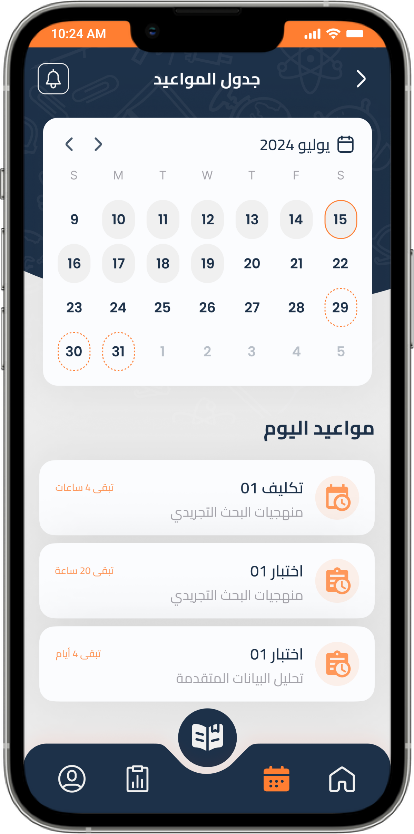 10:24 AM
جدول المواعيد
يوليو 2024
S M T W T F S
9 10 11 12 13 14 15
16 17 18 19 20 21 22
23 24 25 26 27 28 29
30 31 1 2 3 4 5
مواعيد اليوم
تكليف 01
تبقى 4 ساعات
منهجيات البحث التجريدي
اختبار 01
تبقى 20 ساعة
منهجيات البحث التجريدي
اختبار 01
تبقى 4 أيام
تحليل البيانات المتقدمة